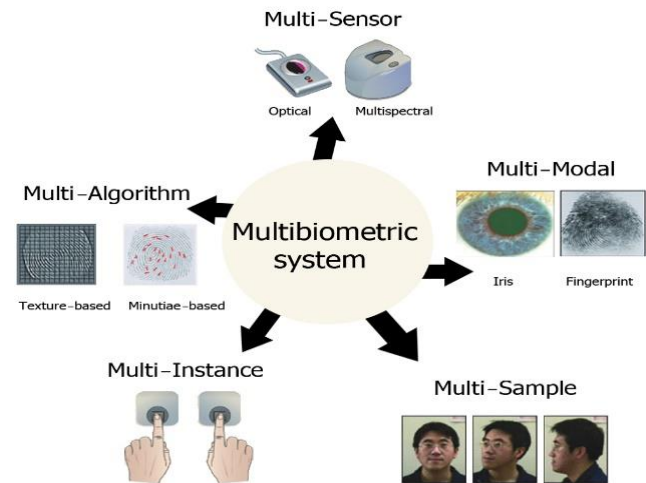 Multi-Sensor
Optical
Multispectral
Multi-Modal
Iris
Fingerprint
Multi-Algorithm
Texture-based
Minutiae-based
Multibiometric
system
Multi-Instance
Multi-Sample